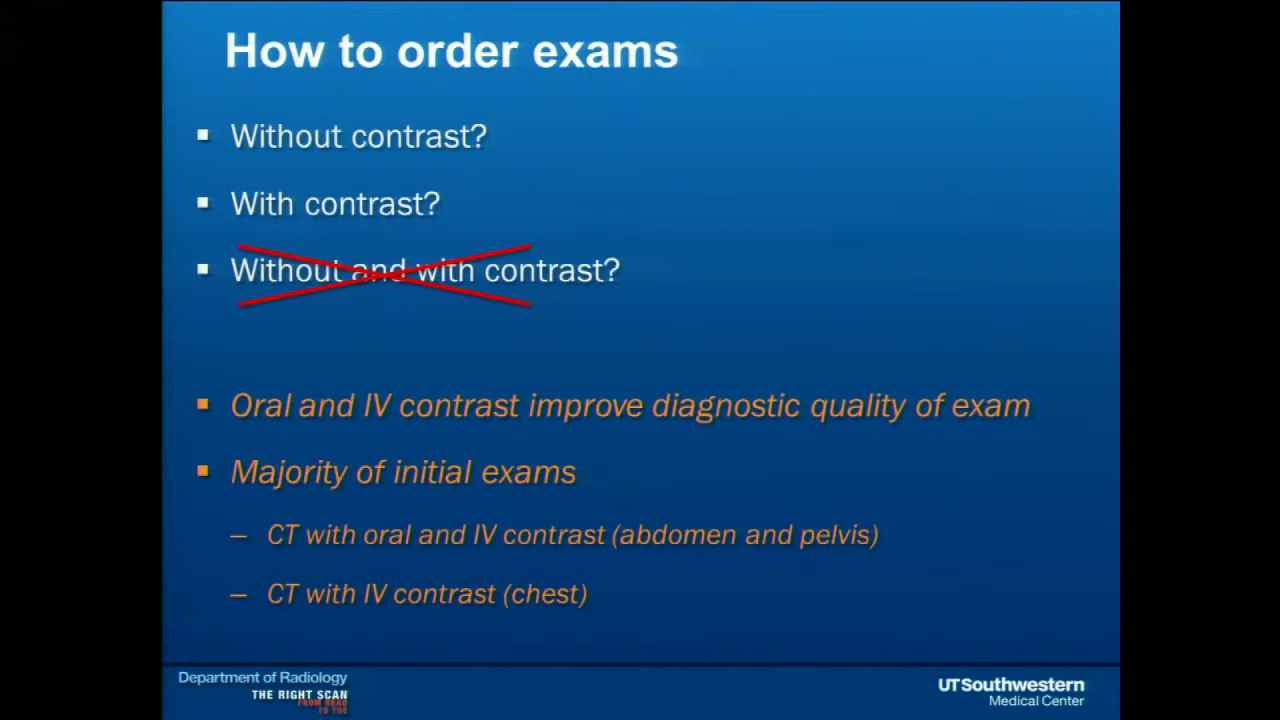 How to order exams
Without contrast?
With contrast?
Without and with contrast?
Oral and IV contrast improve diagnostic quality of exam
Majority of initial exams
– CT with oral and IV contrast (abdomen and pelvis)
– CT with IV contrast (chest)
Department of Radiology
THE RIGHT SCAN
FROM HEAD
TO TOE
UTSouthwestern
Medical Center